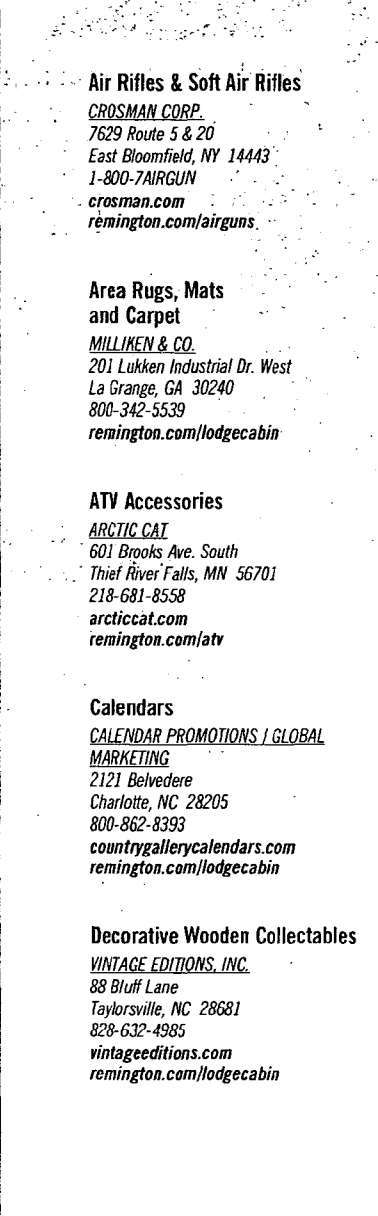 Air Rifles & Soft Air Rifles
CROSMAN CORP.
7629 Route 5 & 20
East Bloomfield, NY 14443
1-800-7AIRGUN
crosman.com
remington.com/airguns
Area Rugs, Mats
and Carpet
MILLIKEN & CO.
201 Lukken Industrial Dr. West
La Grange, GA 30240
800-342-5539
remington.com/lodgecabin
ATV Accessories
ARCTIC CAT
601 Brooks Ave. South
Thief River Falls, MN 56701
218-681-8558
arcticcat.com
remington.com/atv
Calendars
CALENDAR PROMOTIONS / GLOBAL
MARKETING
2121 Belvedere
Charlotte, NC 28205
800-862-8393
countrygallerycalendars.com
remington.com/lodgecabin
Decorative Wooden Collectables
VINTAGE EDITIONS, INC.
88 Bluff Lane
Taylorsville, NC 28681
828-632-4985
vintageeditions.com
remington.com/lodgecabin